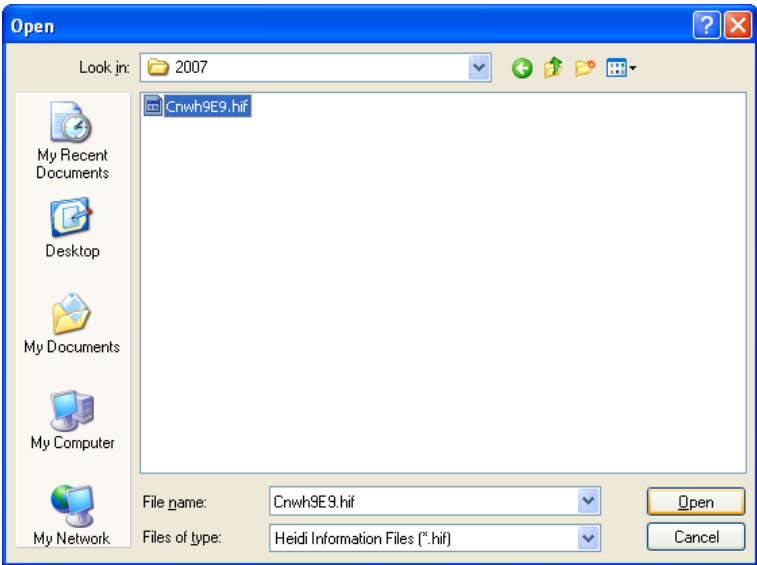 Open
Look in:
2007
Cnwh9E9.hif
My Recent
Documents
Desktop
My Documents
My Computer
My Network
File name:
Cnwh9E9.hif
Open
Files of type:
Heidi Information Files (*.hif)
Cancel